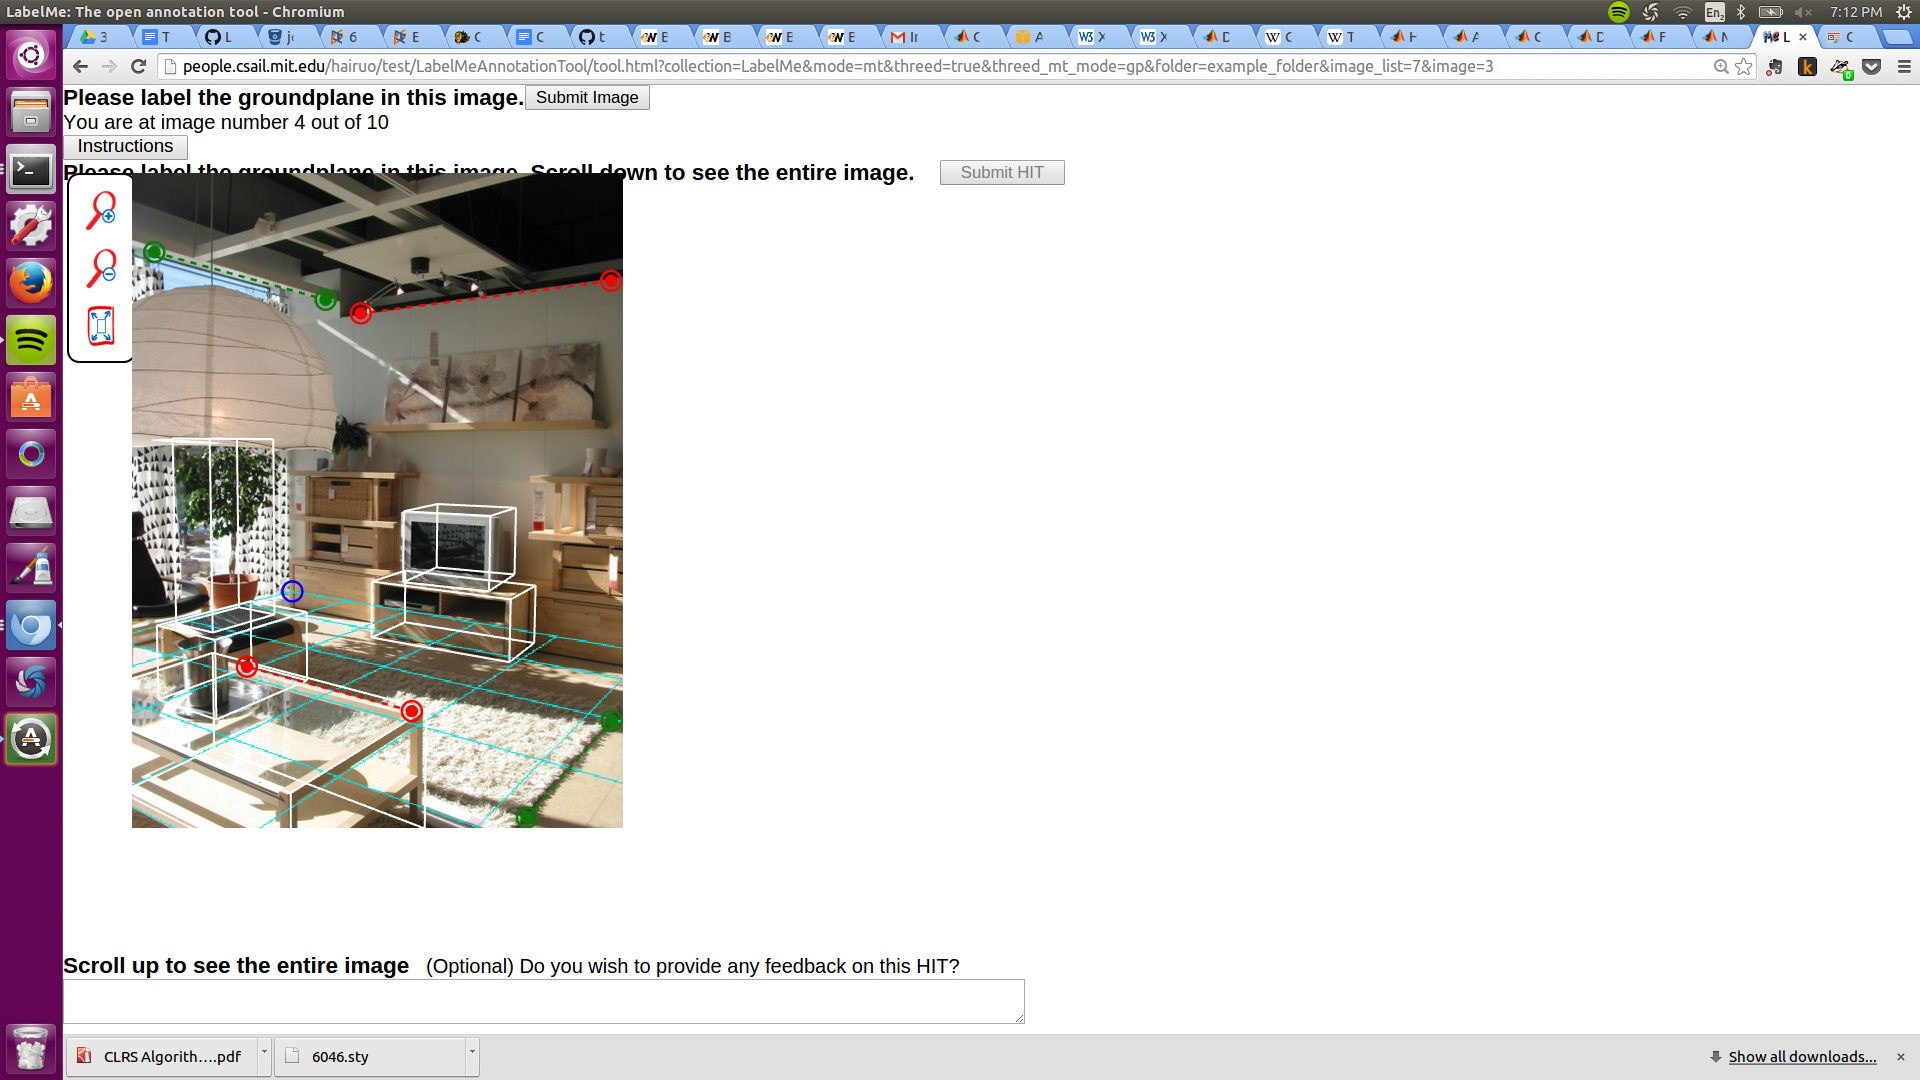 LabelMe: The open annotation tool - Chromium
En2
7:12 PM
3 T L j 6 E C C t E B E E Ir C A X X D C T H A C D F N L C
people.csail.mit.edu/hairuo/test/LabelMeAnnotationTool/tool.html?collection=LabelMe&mode=mt&threed=true&threed_mt_mode=gp&folder=example_folder&image_list=7&image=3
Please label the groundplane in this image. Submit Image
You are at image number 4 out of 10
Instructions
Please label the groundplane in this image. Scroll down to see the entire image. Submit HIT
Scroll up to see the entire image (Optional) Do you wish to provide any feedback on this HIT?
CLRS Algorith....pdf
6046.sty
Show all downloads...